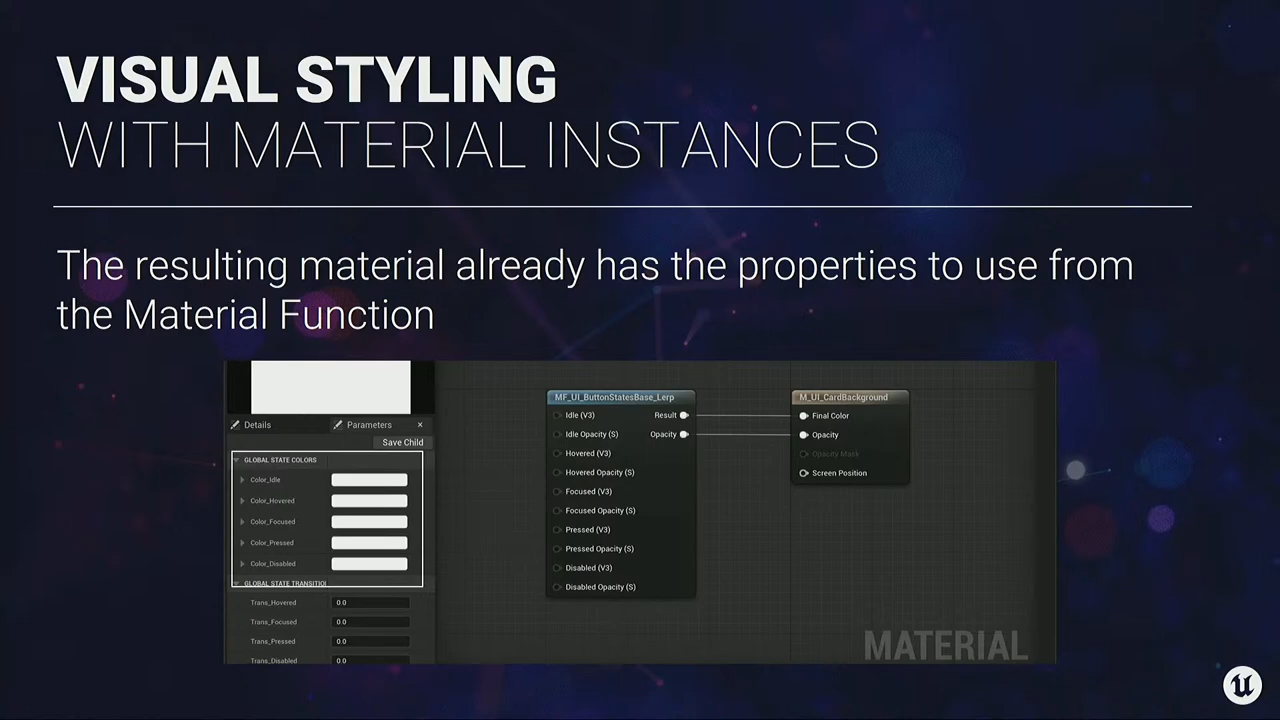 VISUAL STYLING
WITH MATERIAL INSTANCES
The resulting material already has the properties to use from
the Material Function
Details
Parameters
Save Child
GLOBAL STATE COLORS
Color_Idle
Color_Hovered
Color_Focused
Color_Pressed
Color_Disabled
GLOBAL STATE TRANSITIO
Trans_Hovered 0.0
Trans_Focused 0.0
Trans_Pressed 0.0
Trans_Disabled 0.0
MF_UI_ButtonStatesBase_Lerp
Idle (V3) Result
Idle Opacity (S) Opacity
Hovered (V3)
Hovered Opacity (S)
Focused (V3)
Focused Opacity (S)
Pressed (V3)
Pressed Opacity (S)
Disabled (V3)
Disabled Opacity (S)
M_UI_CardBackground
Final Color
Opacity
Opacity Mask
Screen Position
MATERIAL